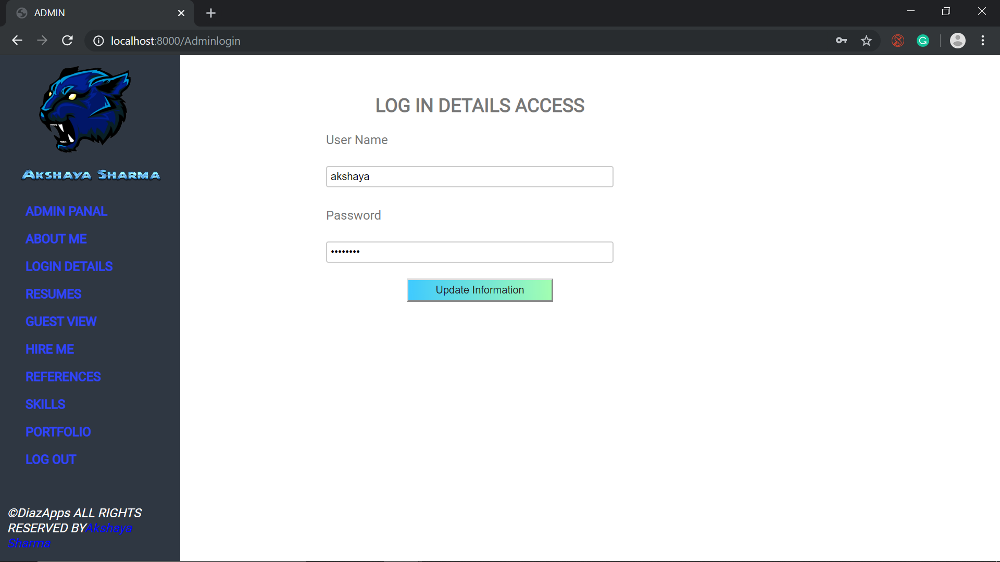 ADMIN
localhost:8000/Adminlogin
Akshaya Sharma
ADMIN PANAL
ABOUT ME
LOGIN DETAILS
RESUMES
GUEST VIEW
HIRE ME
REFERENCES
SKILLS
PORTFOLIO
LOG OUT
©DiazApps ALL RIGHTS
RESERVED BYAkshaya
Sharma
LOG IN DETAILS ACCESS
User Name
akshaya
Password
••••••••
Update Information